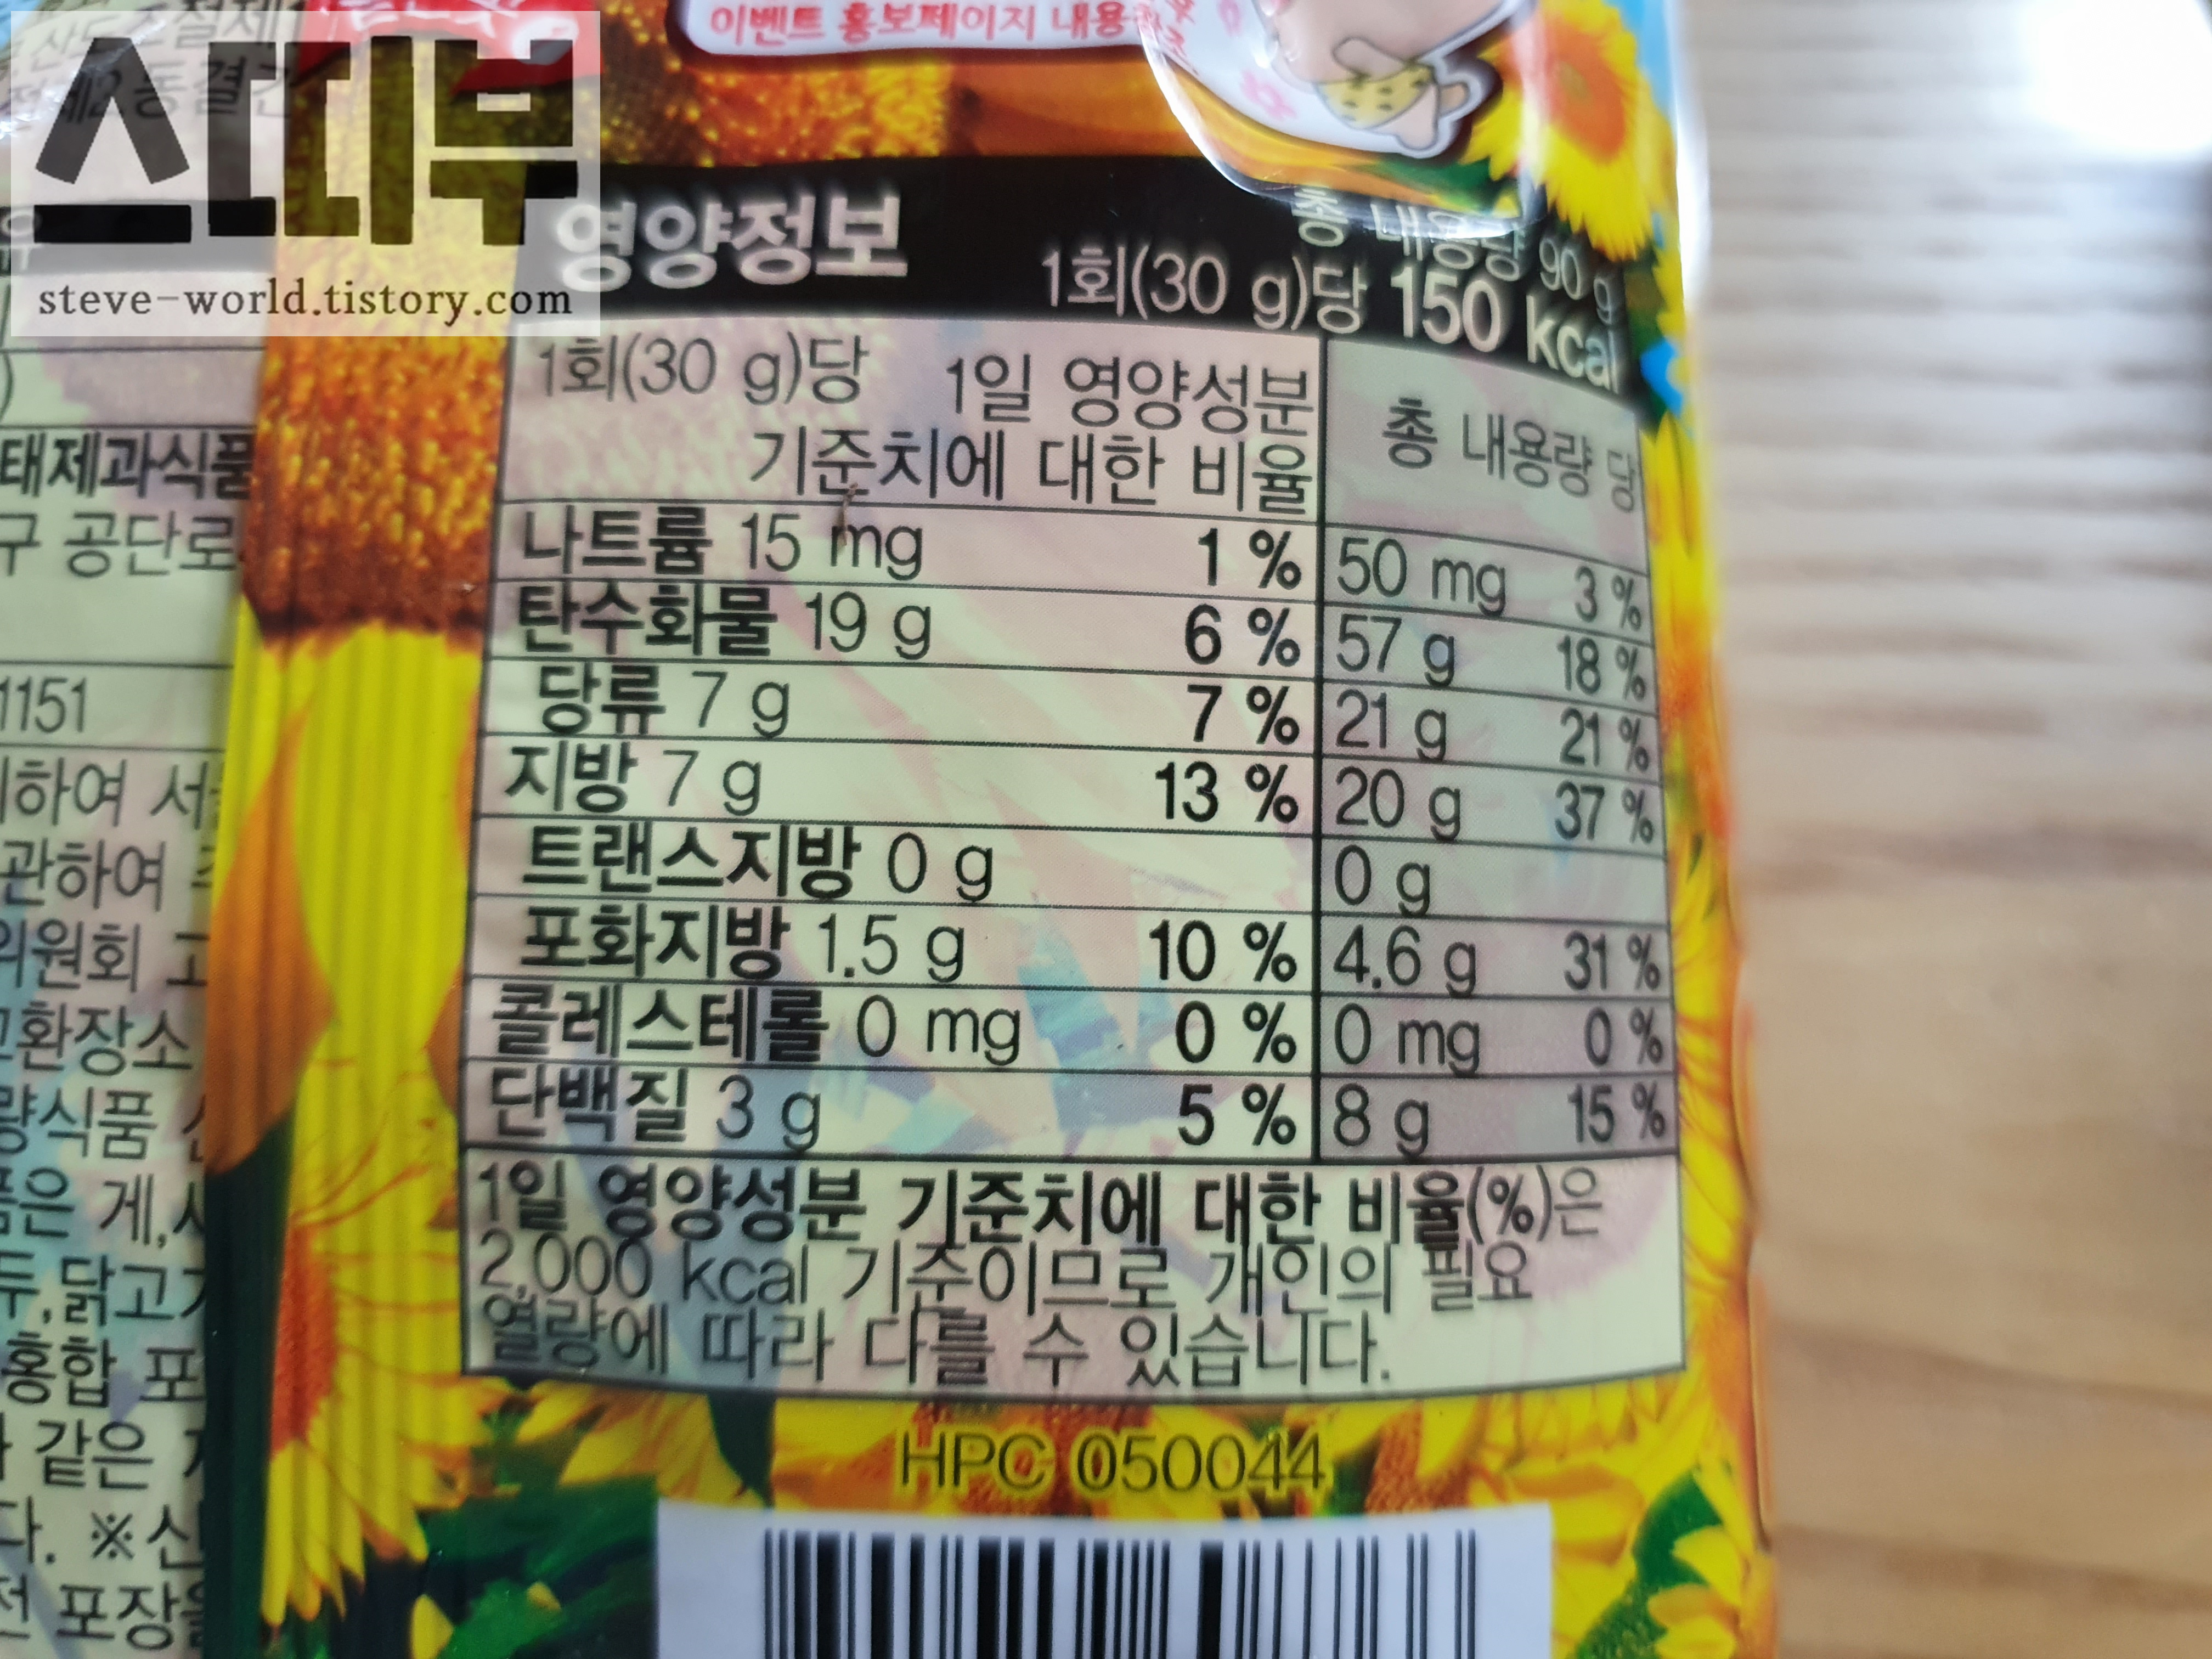 이벤트 홍보페이지 내용
스띠부
steve-world.tistory.com
영양정보
총 내용량 90 g
1회(30 g)당 150 kcal
1회(30 g)당 1일 영양성분
기준치에 대한 비율
총 내용량 당
나트륨 15 mg 1 % 50 mg 3 %
탄수화물 19 g 6 % 57 g 18 %
당류 7 g 7 % 21 g 21 %
지방 7 g 13 % 20 g 37 %
트랜스지방 0 g 0 g
포화지방 1.5 g 10 % 4.6 g 31 %
콜레스테롤 0 mg 0 % 0 mg 0 %
단백질 3 g 5 % 8 g 15 %
1일 영양성분 기준치에 대한 비율(%)은
2,000 kcal 기준이므로 개인의 필요
열량에 따라 다를 수 있습니다.
HPC 050044
태제과식품
구 공단로
1151
하여 서
관하여
위원회 고
환장소
량식품
은 게,
닭고기
홍합 포
같은
다. ※
포장을